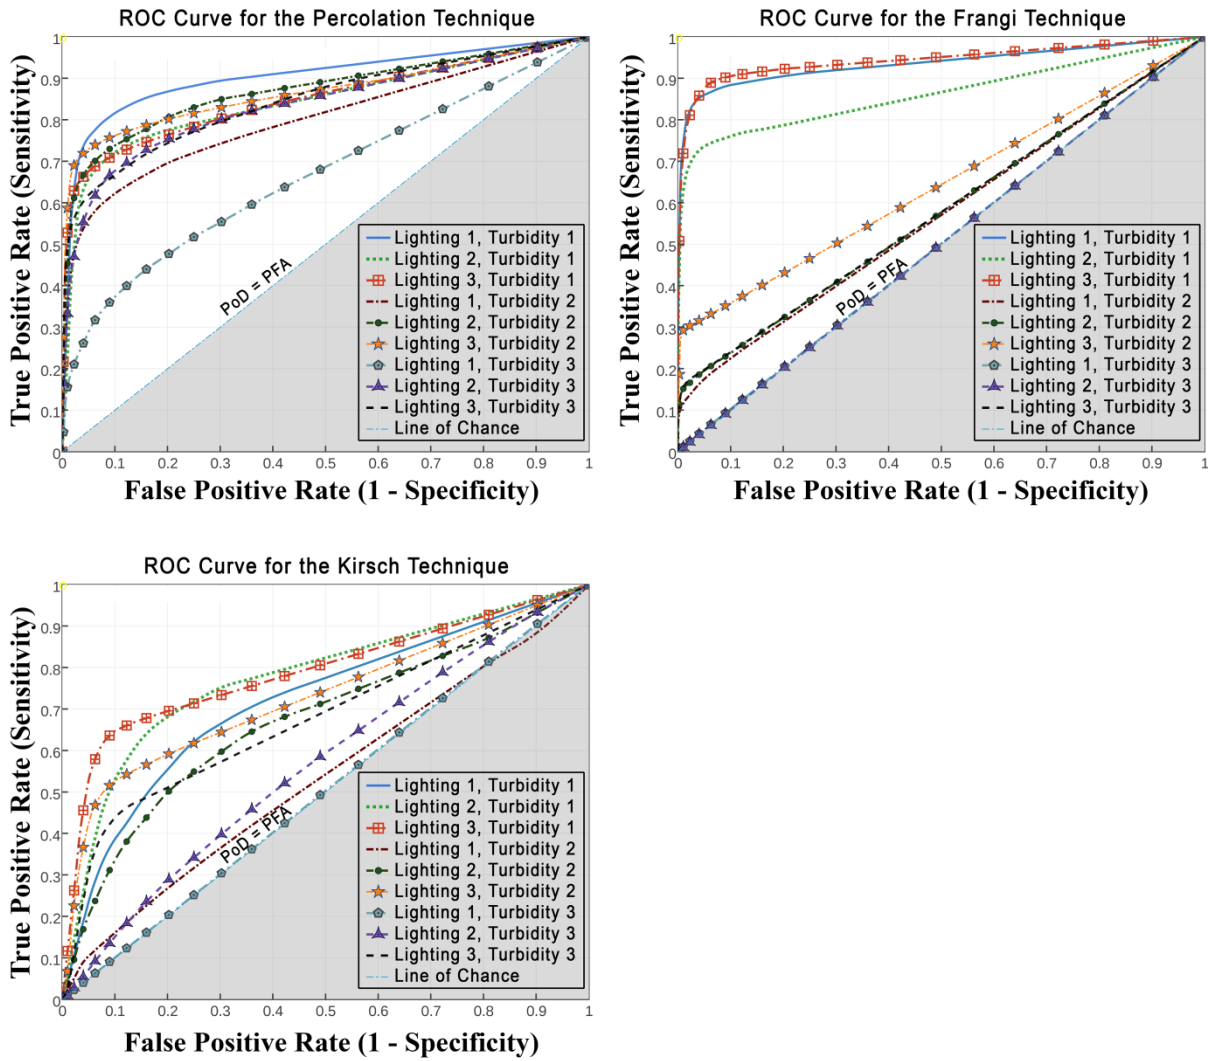 ROC Curve for the Percolation Technique
True Positive Rate (Sensitivity)
1
0.9
0.8
0.7
0.6
0.5
0.4
0.3
0.2
0.1
0
PoD = PFA
Lighting 1, Turbidity 1
Lighting 2, Turbidity 1
Lighting 3, Turbidity 1
Lighting 1, Turbidity 2
Lighting 2, Turbidity 2
Lighting 3, Turbidity 2
Lighting 1, Turbidity 3
Lighting 2, Turbidity 3
Lighting 3, Turbidity 3
Line of Chance
0 0.1 0.2 0.3 0.4 0.5 0.6 0.7 0.8 0.9 1
False Positive Rate (1 - Specificity)
ROC Curve for the Frangi Technique
True Positive Rate (Sensitivity)
1
0.9
0.8
0.7
0.6
0.5
0.4
0.3
0.2
0.1
0
PoD = PFA
Lighting 1, Turbidity 1
Lighting 2, Turbidity 1
Lighting 3, Turbidity 1
Lighting 1, Turbidity 2
Lighting 2, Turbidity 2
Lighting 3, Turbidity 2
Lighting 1, Turbidity 3
Lighting 2, Turbidity 3
Lighting 3, Turbidity 3
Line of Chance
0 0.1 0.2 0.3 0.4 0.5 0.6 0.7 0.8 0.9 1
False Positive Rate (1 - Specificity)
ROC Curve for the Kirsch Technique
True Positive Rate (Sensitivity)
1
0.9
0.8
0.7
0.6
0.5
0.4
0.3
0.2
0.1
0
PoD = PFA
Lighting 1, Turbidity 1
Lighting 2, Turbidity 1
Lighting 3, Turbidity 1
Lighting 1, Turbidity 2
Lighting 2, Turbidity 2
Lighting 3, Turbidity 2
Lighting 1, Turbidity 3
Lighting 2, Turbidity 3
Lighting 3, Turbidity 3
Line of Chance
0 0.1 0.2 0.3 0.4 0.5 0.6 0.7 0.8 0.9 1
False Positive Rate (1 - Specificity)